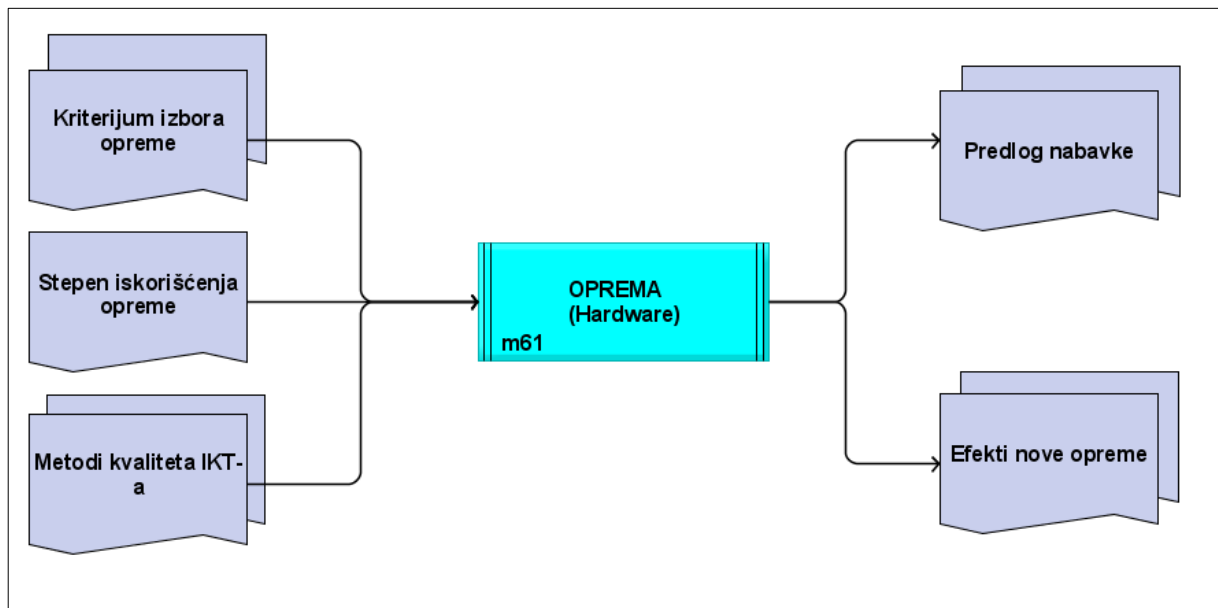 Kriterijum izbora
opreme
Stepen iskorišćenja
opreme
Metodi kvaliteta IKT-
a
OPREMA
(Hardware)
m61
Predlog nabavke
Efekti nove opreme